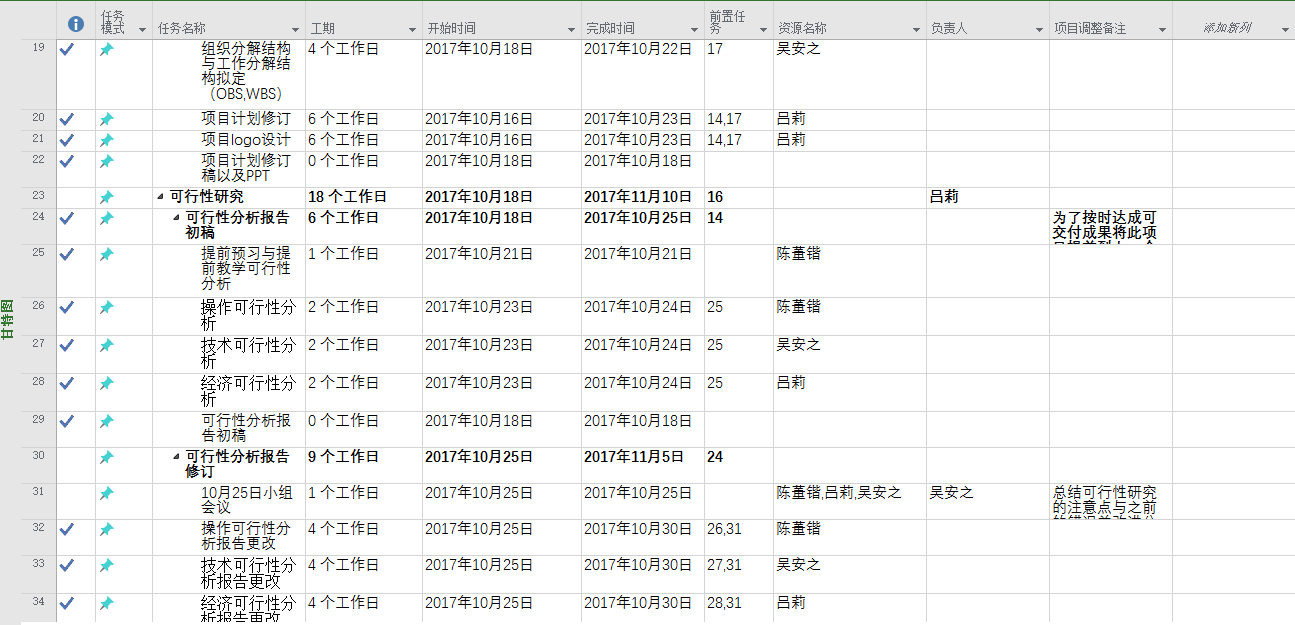 任务模式 任务名称 工期 开始时间 完成时间 前置任务 资源名称 负责人 项目调整备注 添加新列
19 组织分解结构与工作分解结构拟定（OBS,WBS） 4 个工作日 2017年10月18日 2017年10月22日 17 吴安之
20 项目计划修订 6 个工作日 2017年10月16日 2017年10月23日 14,17 吕莉
21 项目logo设计 6 个工作日 2017年10月16日 2017年10月23日 14,17 吕莉
22 项目计划修订稿以及PPT 0 个工作日 2017年10月18日 2017年10月18日
23 可行性研究 18 个工作日 2017年10月18日 2017年11月10日 16 吕莉
24 可行性分析报告初稿 6 个工作日 2017年10月18日 2017年10月25日 14 为了按时达成可交付成果将此项
25 提前预习与提前教学可行性分析 1 个工作日 2017年10月21日 2017年10月21日 陈董锴
26 操作可行性分析 2 个工作日 2017年10月23日 2017年10月24日 25 陈董锴
27 技术可行性分析 2 个工作日 2017年10月23日 2017年10月24日 25 吴安之
28 经济可行性分析 2 个工作日 2017年10月23日 2017年10月24日 25 吕莉
29 可行性分析报告初稿 0 个工作日 2017年10月18日 2017年10月18日
30 可行性分析报告修订 9 个工作日 2017年10月25日 2017年11月5日 24
31 10月25日小组会议 1 个工作日 2017年10月25日 2017年10月25日 陈董锴,吕莉,吴安之 吴安之 总结可行性研究的注意点与之前
32 操作可行性分析报告更改 4 个工作日 2017年10月25日 2017年10月30日 26,31 陈董锴
33 技术可行性分析报告更改 4 个工作日 2017年10月25日 2017年10月30日 27,31 吴安之
34 经济可行性分析报告更改 4 个工作日 2017年10月25日 2017年10月30日 28,31 吕莉
甘特图